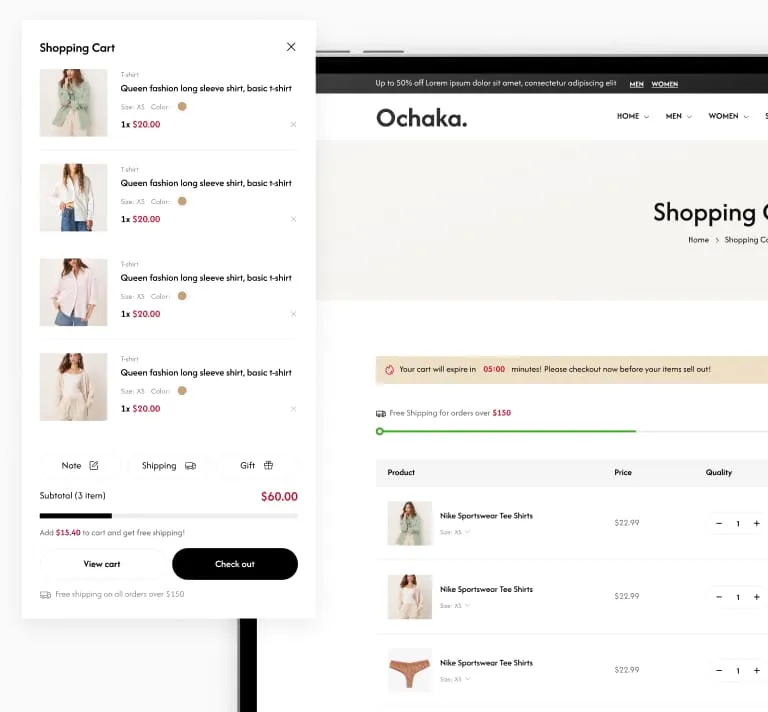 Shopping Cart
T-shirt
Queen fashion long sleeve shirt, basic t-shirt
Size: XS Color:
1x $20.00
T-shirt
Queen fashion long sleeve shirt, basic t-shirt
Size: XS Color:
1x $20.00
T-shirt
Queen fashion long sleeve shirt, basic t-shirt
Size: XS Color:
1x $20.00
T-shirt
Queen fashion long sleeve shirt, basic t-shirt
Size: XS Color:
1x $20.00
Note Shipping Gift
Subtotal (3 item) $60.00
Add $15.40 to cart and get free shipping!
View cart Check out
Free shipping on all orders over $150
Up to 50% off Lorem ipsum dolor sit amet, consectetur adipiscing elit MEN WOMEN
Ochaka. HOME MEN WOMEN
Shopping
Home > Shopping
Your cart will expire in 05:00 minutes! Please checkout now before your items sell out!
Free Shipping for orders over $150
Product Price Quality
Nike Sportswear Tee Shirts $22.99 − 1 +
Size: XS
Nike Sportswear Tee Shirts $22.99 − 1 +
Size: XS
Nike Sportswear Tee Shirts $22.99 − 1 +
Size: XS